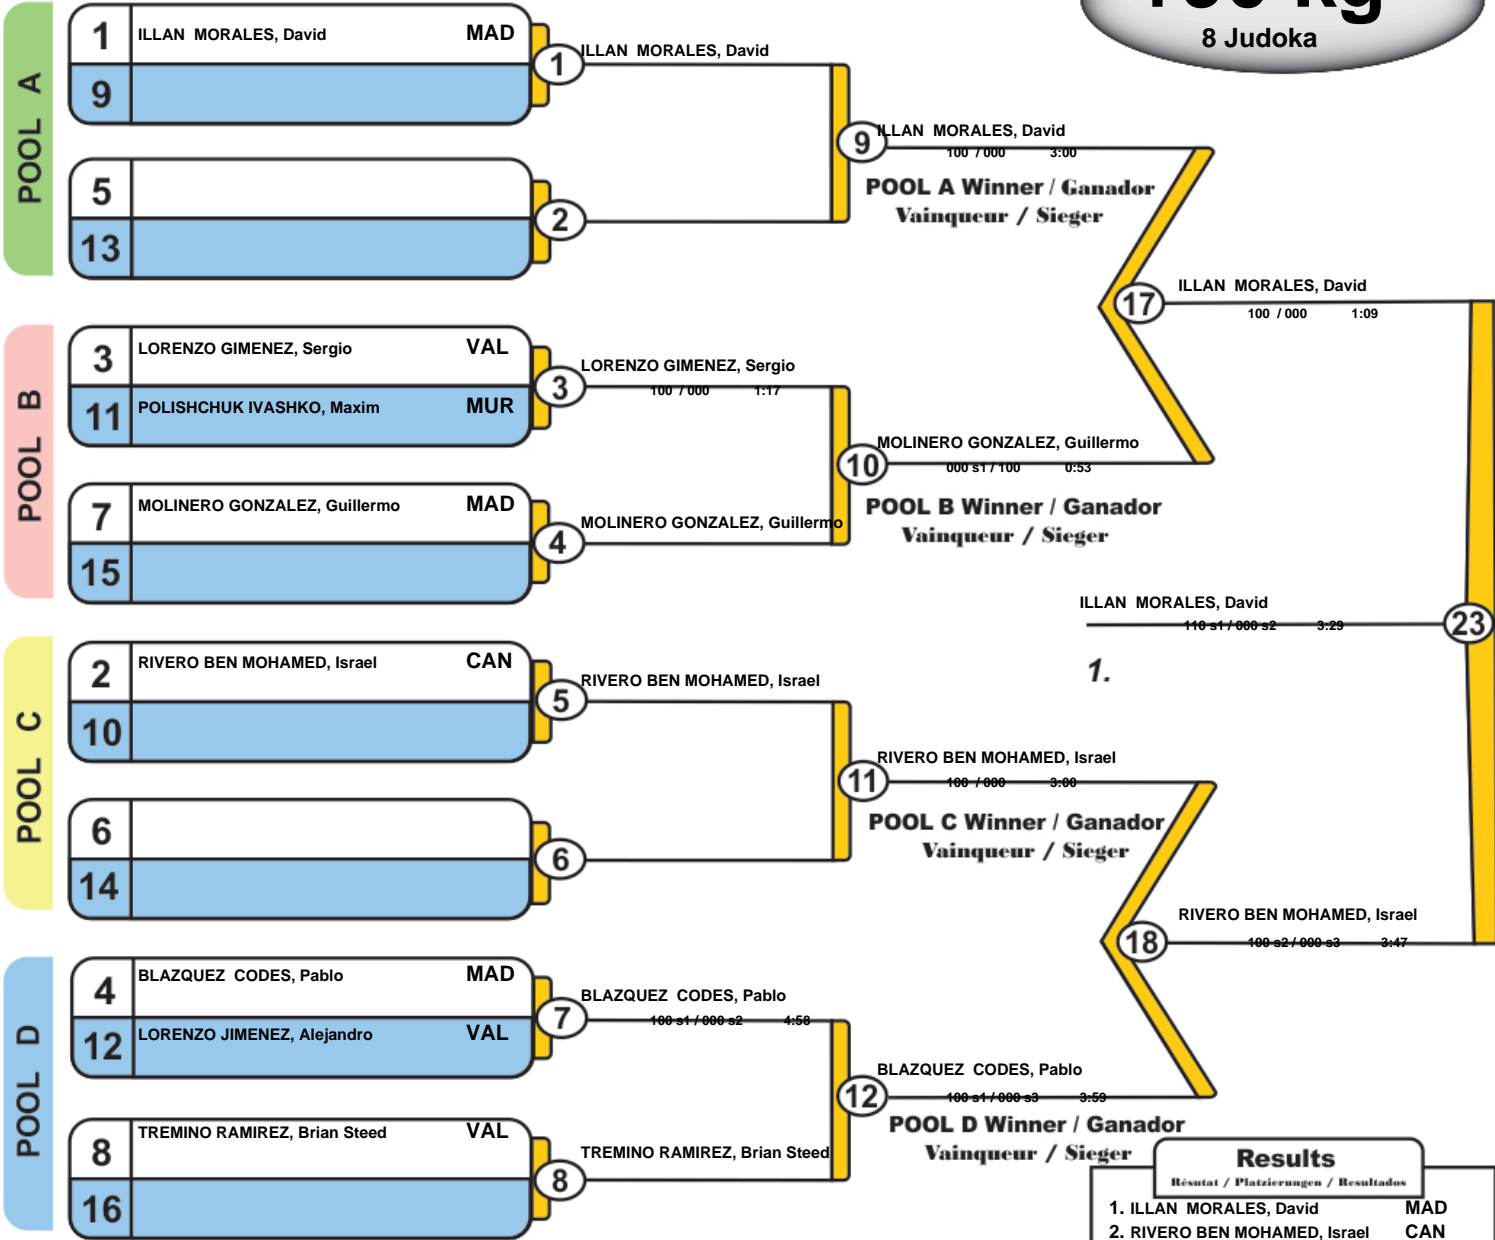 kg
8 Judoka
POOL A
1 ILLAN MORALES, David MAD
9
1 ILLAN MORALES, David
5
13
2
9 ILLAN MORALES, David
100 / 000 3:00
POOL A Winner / Ganador
Vainqueur / Sieger
17 ILLAN MORALES, David
100 / 000 1:09
POOL B
3 LORENZO GIMENEZ, Sergio VAL
11 POLISHCHUK IVASHKO, Maxim MUR
3 LORENZO GIMENEZ, Sergio
100 / 000 1:17
7 MOLINERO GONZALEZ, Guillermo MAD
15
4 MOLINERO GONZALEZ, Guillermo
10 MOLINERO GONZALEZ, Guillermo
000 s1 / 100 0:53
POOL B Winner / Ganador
Vainqueur / Sieger
ILLAN MORALES, David
110 s1 / 000 s2 3:29
23
1.
POOL C
2 RIVERO BEN MOHAMED, Israel CAN
10
5 RIVERO BEN MOHAMED, Israel
6
14
6
11 RIVERO BEN MOHAMED, Israel
100 / 000 3:00
POOL C Winner / Ganador
Vainqueur / Sieger
18 RIVERO BEN MOHAMED, Israel
100 s2 / 000 s3 3:47
POOL D
4 BLAZQUEZ CODES, Pablo MAD
12 LORENZO JIMENEZ, Alejandro VAL
7 BLAZQUEZ CODES, Pablo
100 s1 / 000 s2 4:58
8 TREMINO RAMIREZ, Brian Steed VAL
16
8 TREMINO RAMIREZ, Brian Steed
12 BLAZQUEZ CODES, Pablo
100 s1 / 000 s3 3:59
POOL D Winner / Ganador
Vainqueur / Sieger
Results
Résutat / Platzierungen / Resultados
1. ILLAN MORALES, David MAD
2. RIVERO BEN MOHAMED, Israel CAN